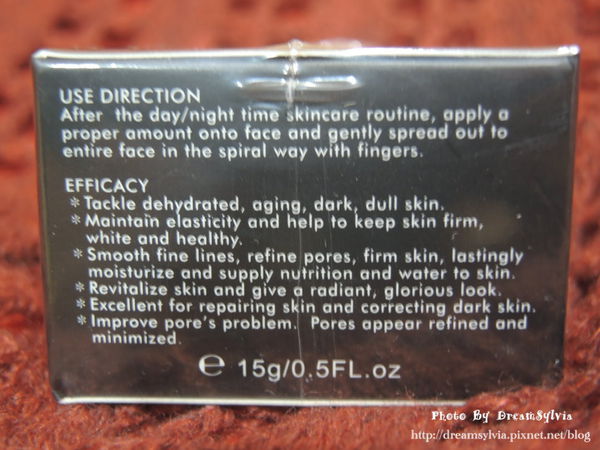 USE DIRECTION
After the day/night time skincare routine, apply a
proper amount onto face and gently spread out to
entire face in the spiral way with fingers.
EFFICACY
* Tackle dehydrated, aging, dark, dull skin.
* Maintain elasticity and help to keep skin firm,
white and healthy.
* Smooth fine lines, refine pores, firm skin, lastingly
moisturize and supply nutrition and water to skin.
* Revitalize skin and give a radiant, glorious look.
* Excellent for repairing skin and correcting dark skin.
* Improve pore's problem. Pores appear refined and
minimized.
℮ 15g/0.5FL.oz
Photo By DreamSylvia
http://dreamsylvia.pixnet.net/blog